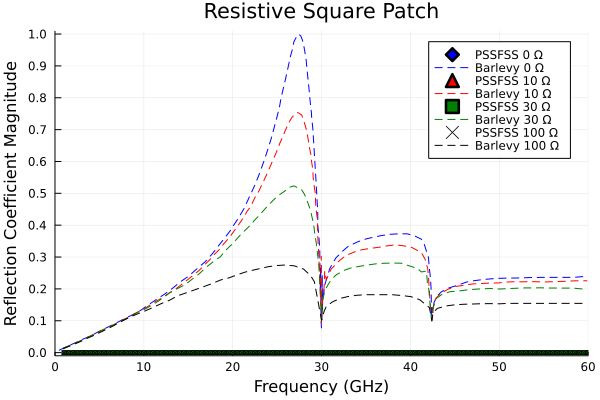 Resistive Square Patch
Reflection Coefficient Magnitude
1.0
0.9
0.8
0.7
0.6
0.5
0.4
0.3
0.2
0.1
0.0
PSSFSS 0 Ω
Barlevy 0 Ω
PSSFSS 10 Ω
Barlevy 10 Ω
PSSFSS 30 Ω
Barlevy 30 Ω
PSSFSS 100 Ω
Barlevy 100 Ω
0 10 20 30 40 50 60
Frequency (GHz)